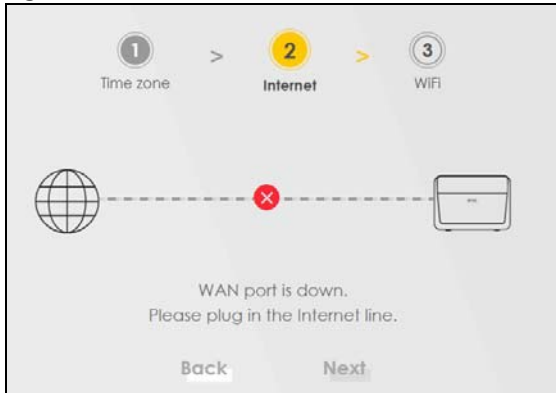 1 > 2 > 3
Time zone Internet WiFi
WAN port is down.
Please plug in the Internet line.
Back Next